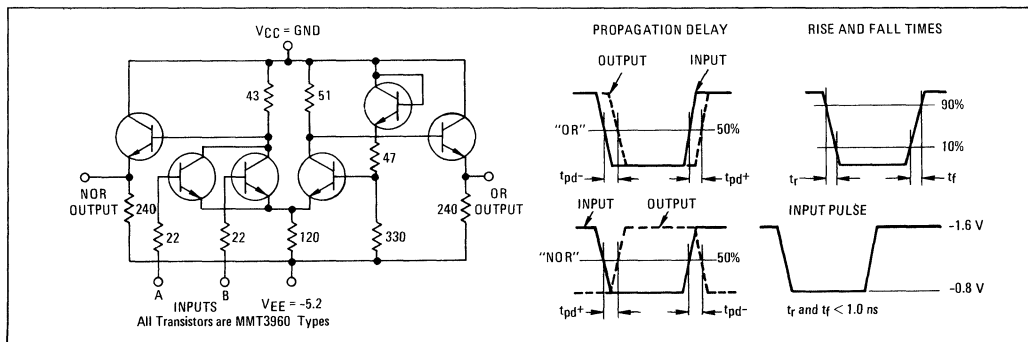 VCC = GND
43
51
47
NOR
OUTPUT
240
22
22
120
330
240
OR
OUTPUT
A
INPUTS
B
VEE = –5.2
All Transistors are MMT3960 Types
PROPAGATION DELAY
OUTPUT
INPUT
"OR"
50%
tpd–
tpd+
INPUT
OUTPUT
"NOR"
50%
tpd+
tpd–
RISE AND FALL TIMES
90%
10%
tr
tf
INPUT PULSE
–1.6 V
–0.8 V
tr and tf < 1.0 ns